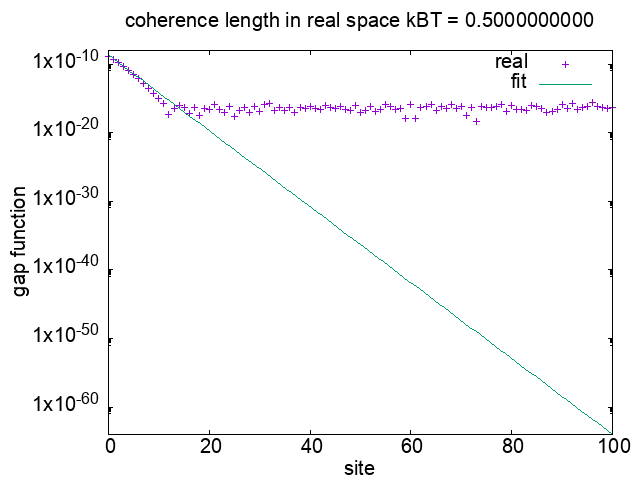 coherence length in real space kBT = 0.5000000000
real
fit
1x10^-10
1x10^-20
1x10^-30
1x10^-40
1x10^-50
1x10^-60
gap function
0 20 40 60 80 100
site